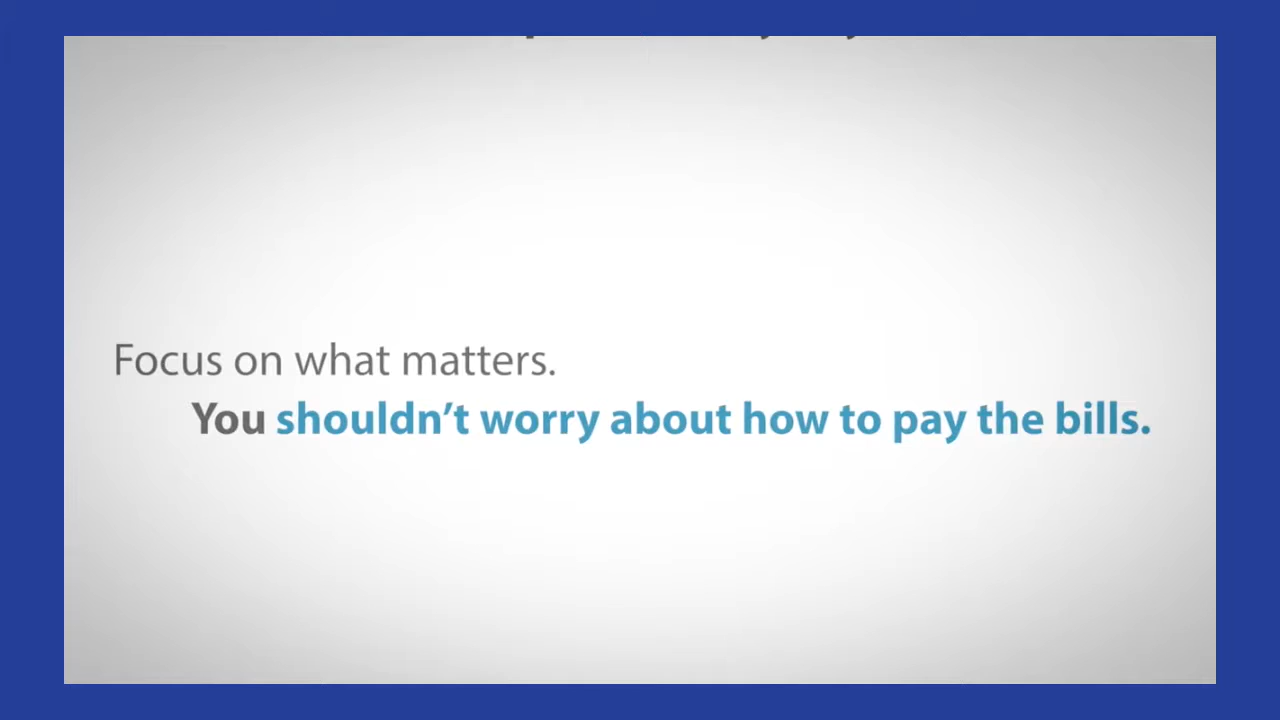 Focus on what matters.
You shouldn't worry about how to pay the bills.